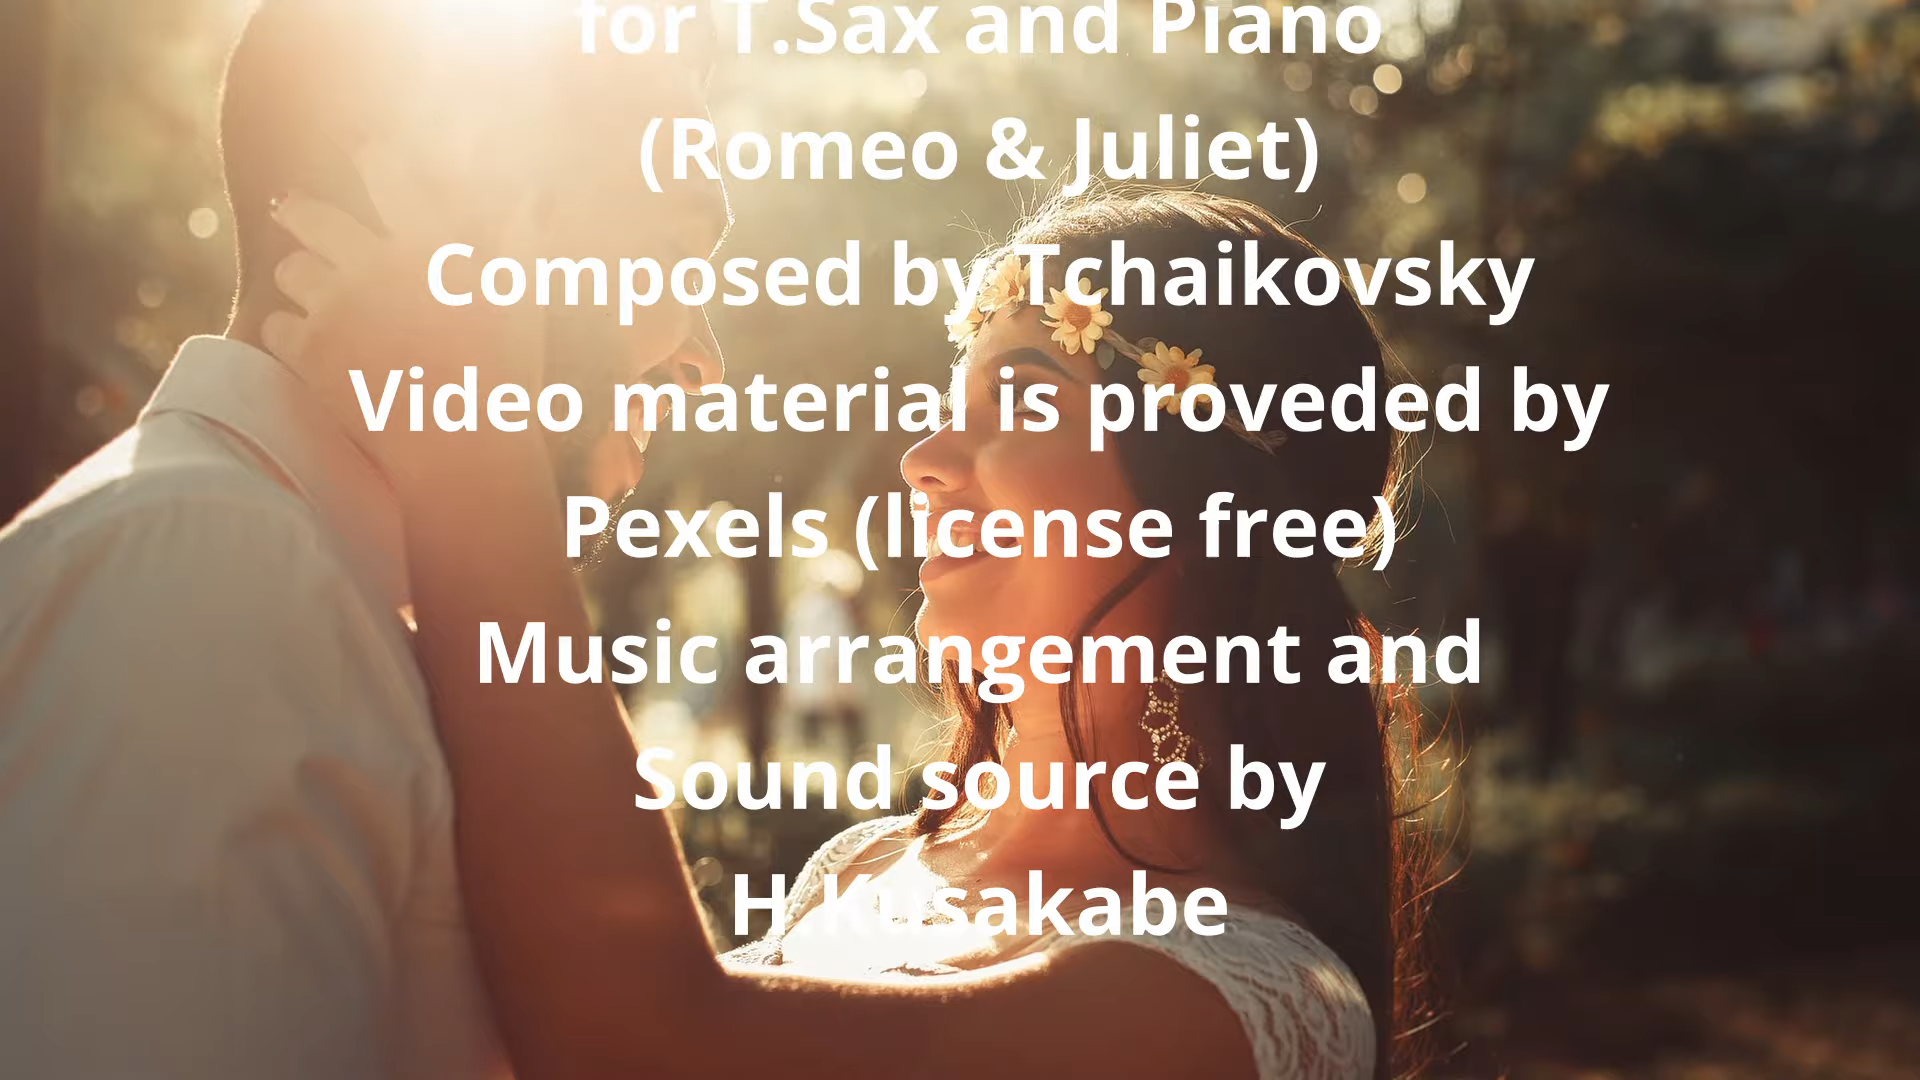 for T.Sax and Piano
(Romeo & Juliet)
Composed by Tchaikovsky
Video material is proveded by
Pexels (license free)
Music arrangement and
Sound source by
H.Kusakabe